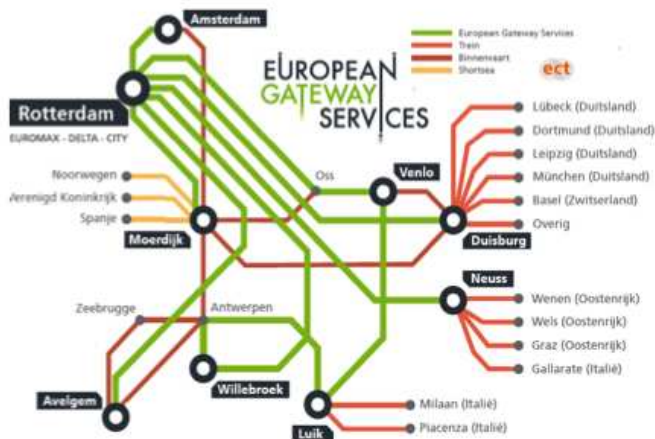 Amsterdam
Rotterdam
EUROMAX - DELTA - CITY
EUROPEAN
GATEWAY
SERVICES
European Gateway Services
Trein
Binnenvaart
Shortsea
ect
Noorwegen
Verenigd Koninkrijk
Spanje
Moerdijk
Oss
Venlo
Duisburg
Lübeck (Duitsland)
Dortmund (Duitsland)
Leipzig (Duitsland)
München (Duitsland)
Basel (Zwitserland)
Overig
Neuss
Wenen (Oostenrijk)
Wels (Oostenrijk)
Graz (Oostenrijk)
Gallarate (Italië)
Zeebrugge
Antwerpen
Willebroek
Avelgem
Luik
Milaan (Italië)
Piacenza (Italië)